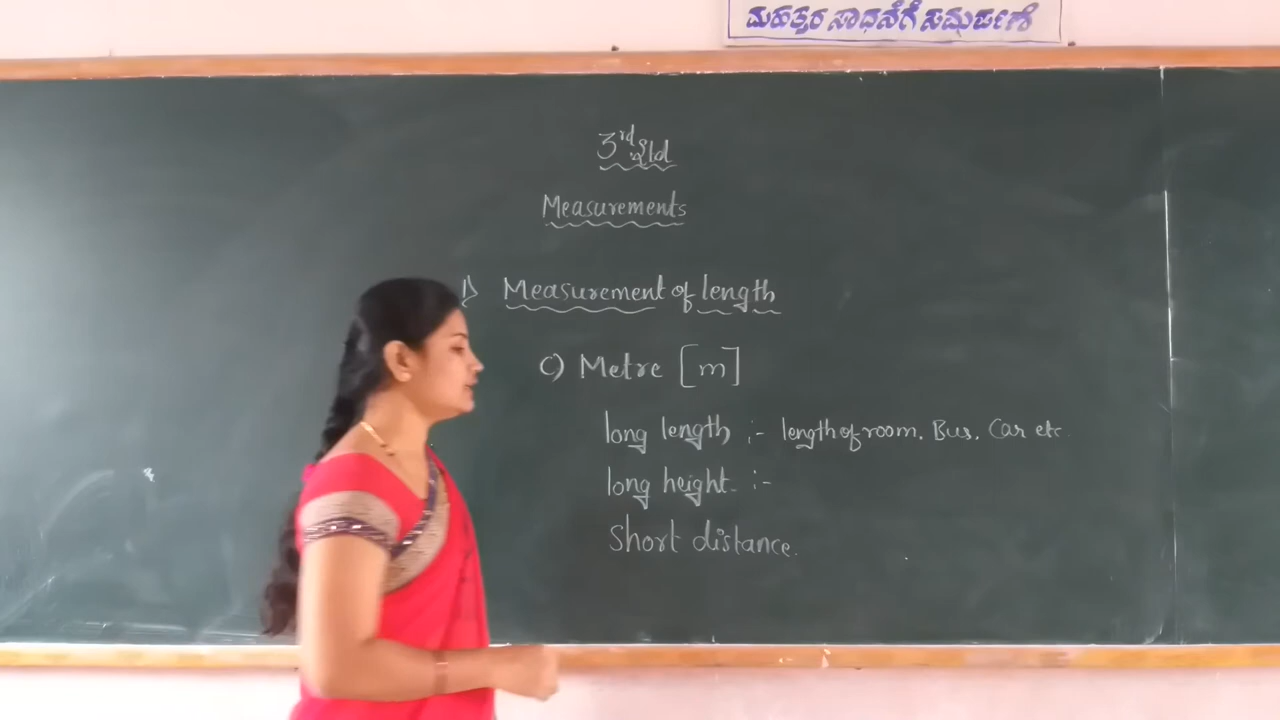 ಮಹತ್ತರ ಸಾಧನೆಗೆ ಸಮರ್ಪಣೆ
3rd Std
Measurements
1) Measurement of length
C) Metre [m]
long length :- length of room, Bus, Car etc.
long height :-
Short distance.